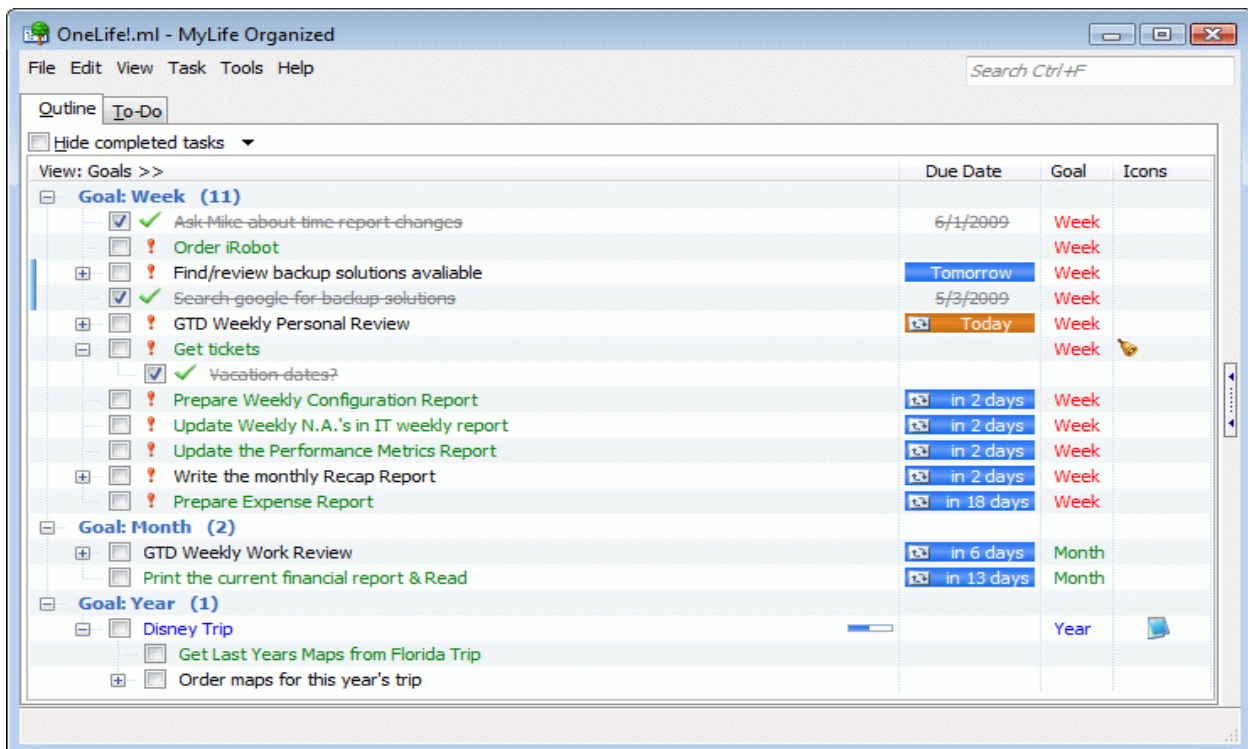 OneLife!.ml - MyLife Organized
File Edit View Task Tools Help Search Ctrl+F
Outline To-Do
Hide completed tasks
View: Goals >> Due Date Goal Icons
Goal: Week (11)
Ask Mike about time report changes 6/1/2009 Week
Order iRobot Week
Find/review backup solutions avaliable Tomorrow Week
Search google for backup solutions 5/3/2009 Week
GTD Weekly Personal Review Today Week
Get tickets Week
Vacation dates?
Prepare Weekly Configuration Report in 2 days Week
Update Weekly N.A.'s in IT weekly report in 2 days Week
Update the Performance Metrics Report in 2 days Week
Write the monthly Recap Report in 2 days Week
Prepare Expense Report in 18 days Week
Goal: Month (2)
GTD Weekly Work Review in 6 days Month
Print the current financial report & Read in 13 days Month
Goal: Year (1)
Disney Trip Year
Get Last Years Maps from Florida Trip
Order maps for this year's trip